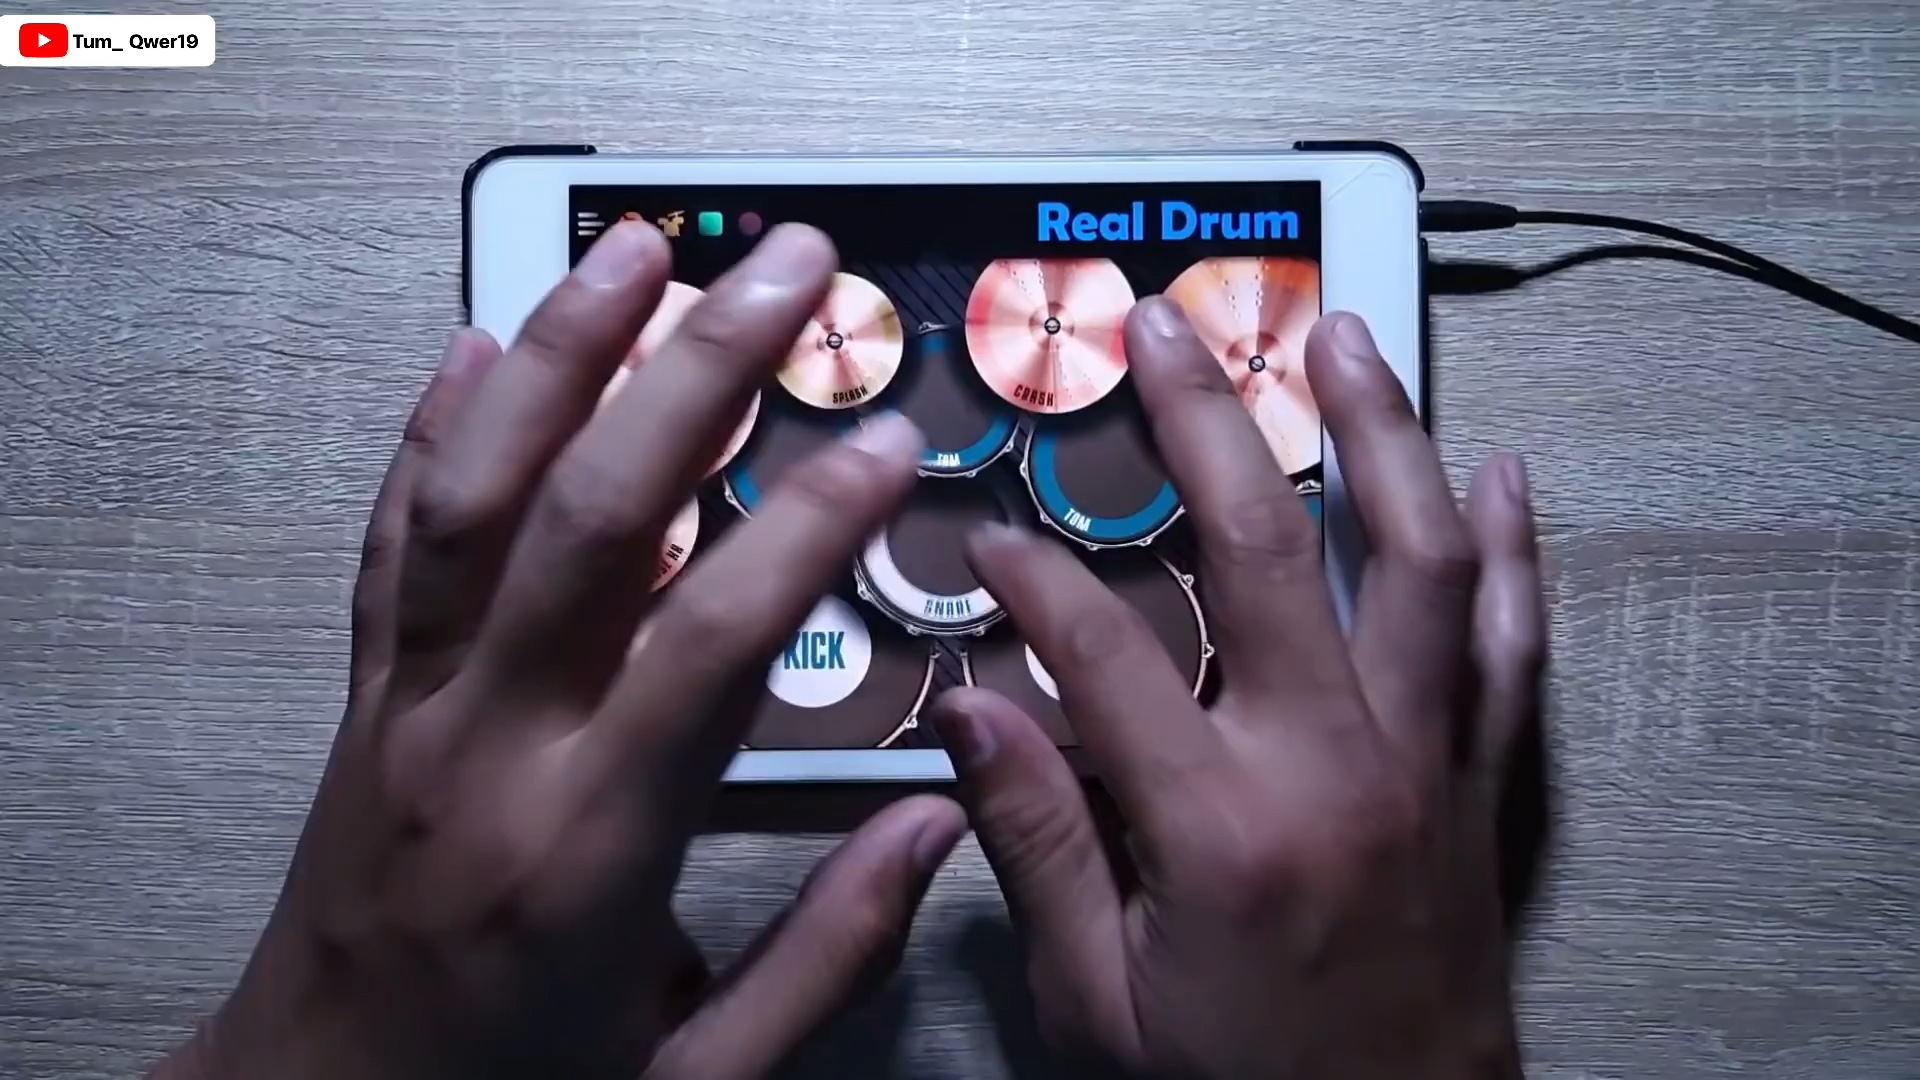 Tum_ Qwer19
Real Drum
SPLASH
CRASH
TOM
TOM
SNARE
KICK